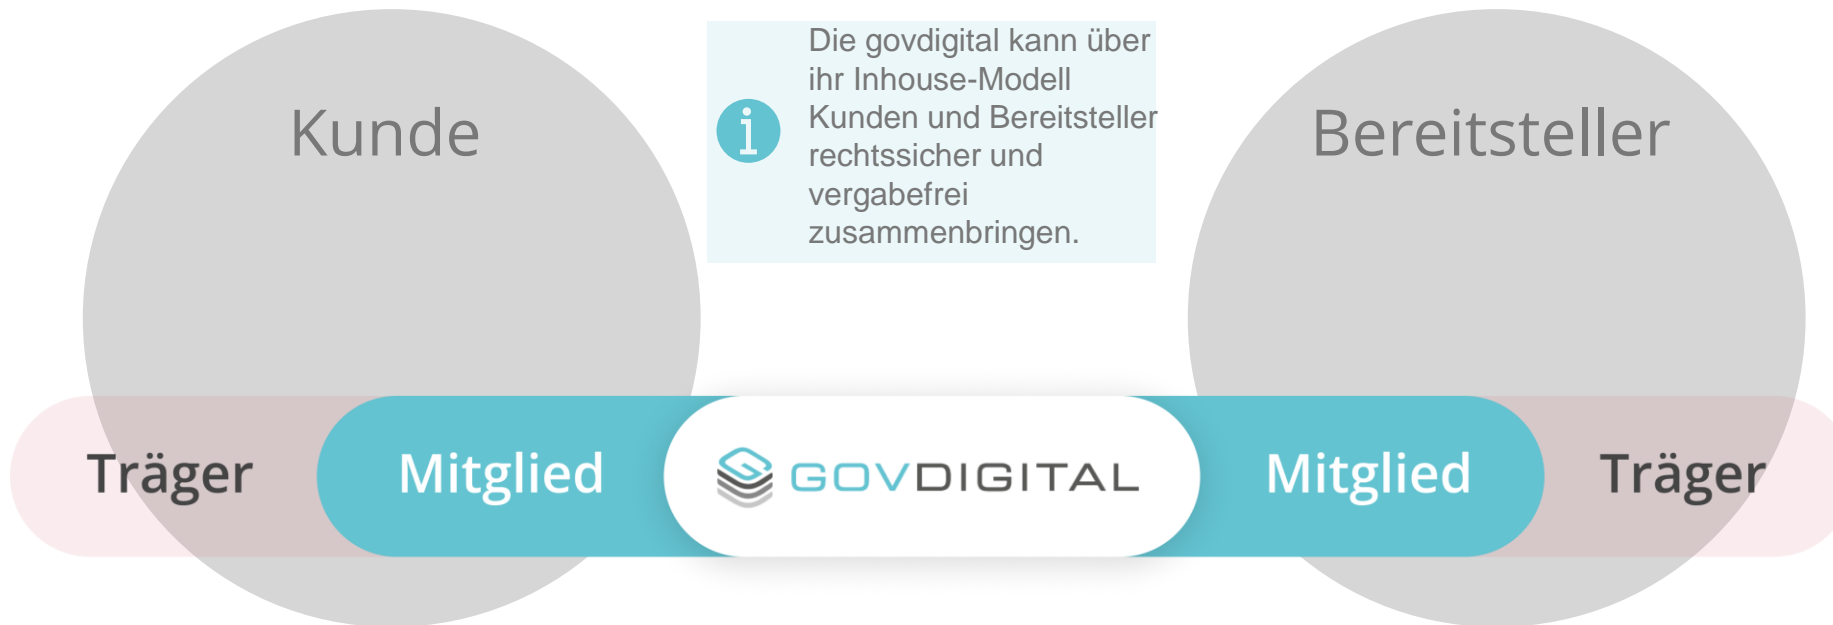 Kunde
Die govdigital kann über
ihr Inhouse-Modell
Kunden und Bereitsteller
rechtssicher und
vergabefrei
zusammenbringen.
Bereitsteller
Träger
Mitglied
GOVDIGITAL
Mitglied
Träger